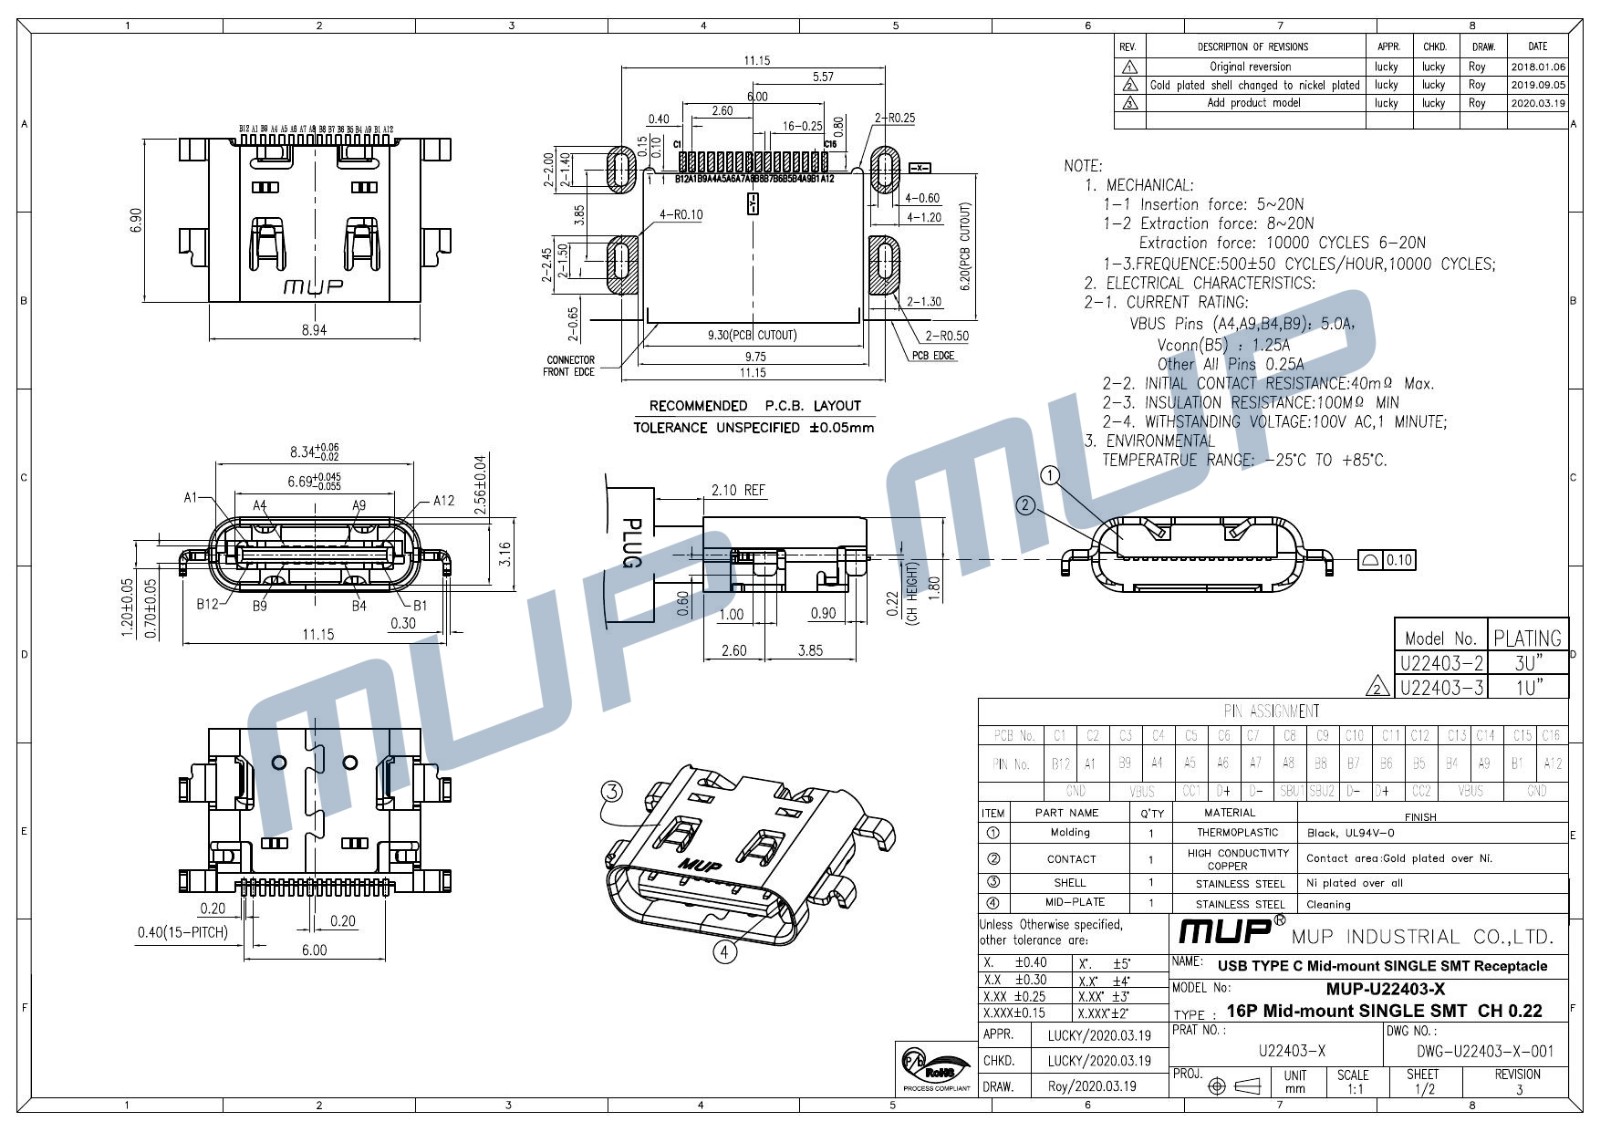 1 2 3 4 5 6 7 8
A B C D E F
REV. DESCRIPTION OF REVISIONS APPR. CHKD. DRAW. DATE
1 Original reversion lucky lucky Roy 2018.01.06
2 Gold plated shell changed to nickel plated lucky lucky Roy 2019.09.05
3 Add product model lucky lucky Roy 2020.03.19
B12 A1 B9 A4 A5 A6 A7 A8 B8 B7 B6 B5 B4 A9 B1 A12
6.90
MUP
8.94
11.15
5.57
6.00
2.60
0.40
16-0.25
0.80
2-R0.25
0.15
0.10
C1 C16
2-2.00
2-1.40
-X-
B12A1B9A4A5A6A7A8B8B7B6B5B4A9B1A12
-Y-
3.85
4-R0.10
4-0.60
4-1.20
2-2.45
2-1.50
6.20(PCB CUTOUT)
2-1.30
2-0.65
9.30(PCB CUTOUT)
2-R0.50
CONNECTOR
FRONT EDCE
9.75
PCB EDGE
11.15
RECOMMENDED P.C.B. LAYOUT
TOLERANCE UNSPECIFIED ±0.05mm
NOTE:
1. MECHANICAL:
1-1 Insertion force: 5~20N
1-2 Extraction force: 8~20N
Extraction force: 10000 CYCLES 6-20N
1-3.FREQUENCE:500±50 CYCLES/HOUR,10000 CYCLES;
2. ELECTRICAL CHARACTERISTICS:
2-1. CURRENT RATING:
VBUS Pins (A4,A9,B4,B9): 5.0A,
Vconn(B5) : 1.25A
Other All Pins 0.25A
2-2. INITIAL CONTACT RESISTANCE:40mΩ Max.
2-3. INSULATION RESISTANCE:100MΩ MIN
2-4. WITHSTANDING VOLTAGE:100V AC,1 MINUTE;
3. ENVIRONMENTAL
TEMPERATRUE RANGE: -25°C TO +85°C.
MUP MUP
8.34+0.06 -0.02
6.69+0.045 -0.055
2.56±0.04
A1 A4 A9 A12
3.16
1.20±0.05
0.70±0.05
B12 B9 B4 B1
0.30
11.15
2.10 REF
PLUG
0.60
1.00
0.90
0.22
(CH HEIGHT)
1.80
2.60 3.85
1
2
0.10
Model No. PLATING
U22403-2 3U"
2 U22403-3 1U"
0.20
0.20
0.40(15-PITCH)
6.00
3
MUP
4
PIN ASSIGNMENT
PCB No. C1 C2 C3 C4 C5 C6 C7 C8 C9 C10 C11 C12 C13 C14 C15 C16
PIN No. B12 A1 B9 A4 A5 A6 A7 A8 B8 B7 B6 B5 B4 A9 B1 A12
GND VBUS CC1 D+ D- SBU1 SBU2 D- D+ CC2 VBUS GND
ITEM PART NAME Q'TY MATERIAL FINISH
1 Molding 1 THERMOPLASTIC Black, UL94V-0
2 CONTACT 1 HIGH CONDUCTIVITY COPPER Contact area:Gold plated over Ni.
3 SHELL 1 STAINLESS STEEL Ni plated over all
4 MID-PLATE 1 STAINLESS STEEL Cleaning
Unless Otherwise specified,
other tolerance are:
X. ±0.40 X°. ±5°
X.X ±0.30 X.X° ±4°
X.XX ±0.25 X.XX° ±3°
X.XXX±0.15 X.XXX°±2°
MUP® MUP INDUSTRIAL CO.,LTD.
NAME: USB TYPE C Mid-mount SINGLE SMT Receptacle
MODEL No: MUP-U22403-X
TYPE : 16P Mid-mount SINGLE SMT CH 0.22
APPR. LUCKY/2020.03.19
CHKD. LUCKY/2020.03.19
DRAW. Roy/2020.03.19
PRAT NO.: U22403-X
DWG NO.: DWG-U22403-X-001
PROJ. UNIT mm SCALE 1:1 SHEET 1/2 REVISION 3
Pb RoHS
PROCESS COMPLIANT
1 2 3 4 5 6 7 8